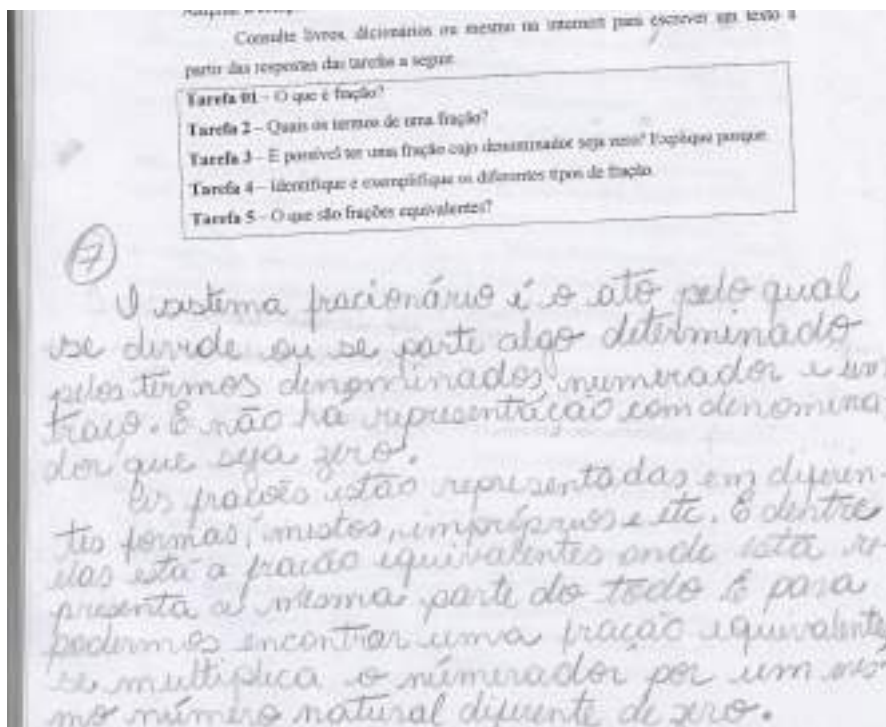 Consulte livros, dicionários ou mesmo na internet para escrever um texto a
partir das respostas das tarefas a seguir.
Tarefa 01 – O que é fração?
Tarefa 2 – Quais os termos de uma fração?
Tarefa 3 – É possível ter uma fração cujo denominador seja zero? Explique porque.
Tarefa 4 – Identifique e exemplifique os diferentes tipos de fração.
Tarefa 5 – O que são frações equivalentes?
7
O sistema fracionário é o ato pelo qual
se divide ou se parte algo determinado
pelos termos denominados numerador e um
traço. E não há representação com denomina
dor que seja zero.
As frações estão representadas em diferen-
tes formas, mistos, impróprios e etc. E dentre
elas está a fração equivalentes onde esta re-
presenta a mesma parte do todo E para
podermos encontrar uma fração equivalente
se multiplica o númerador por um mes
mo número natural diferente de zero.